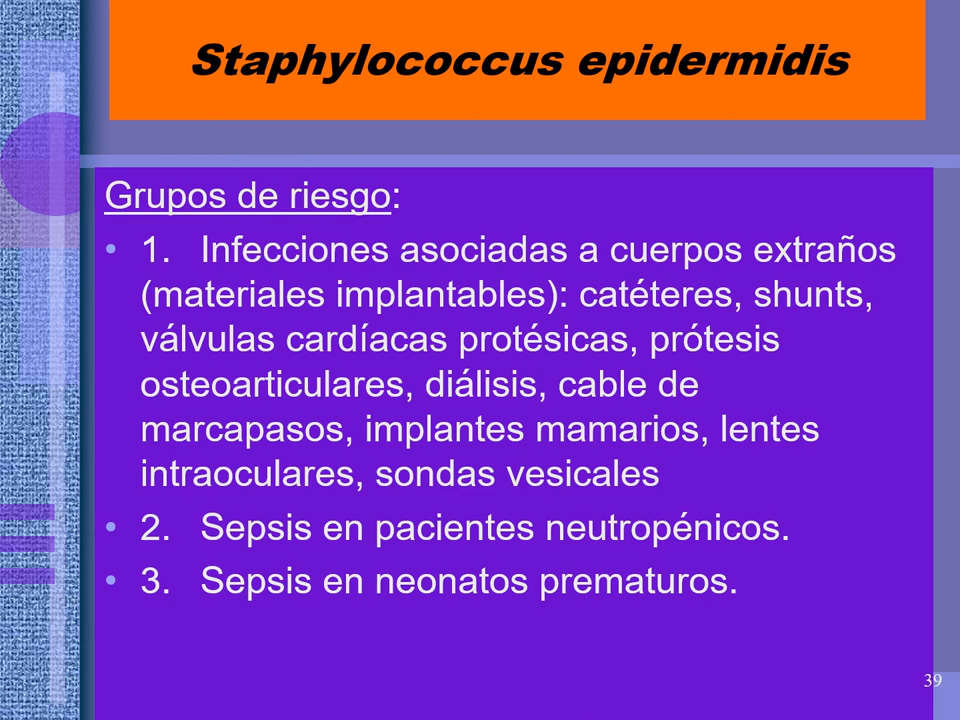 Staphylococcus epidermidis
Grupos de riesgo:
• 1. Infecciones asociadas a cuerpos extraños
(materiales implantables): catéteres, shunts,
válvulas cardíacas protésicas, prótesis
osteoarticulares, diálisis, cable de
marcapasos, implantes mamarios, lentes
intraoculares, sondas vesicales
• 2. Sepsis en pacientes neutropénicos.
• 3. Sepsis en neonatos prematuros.
39